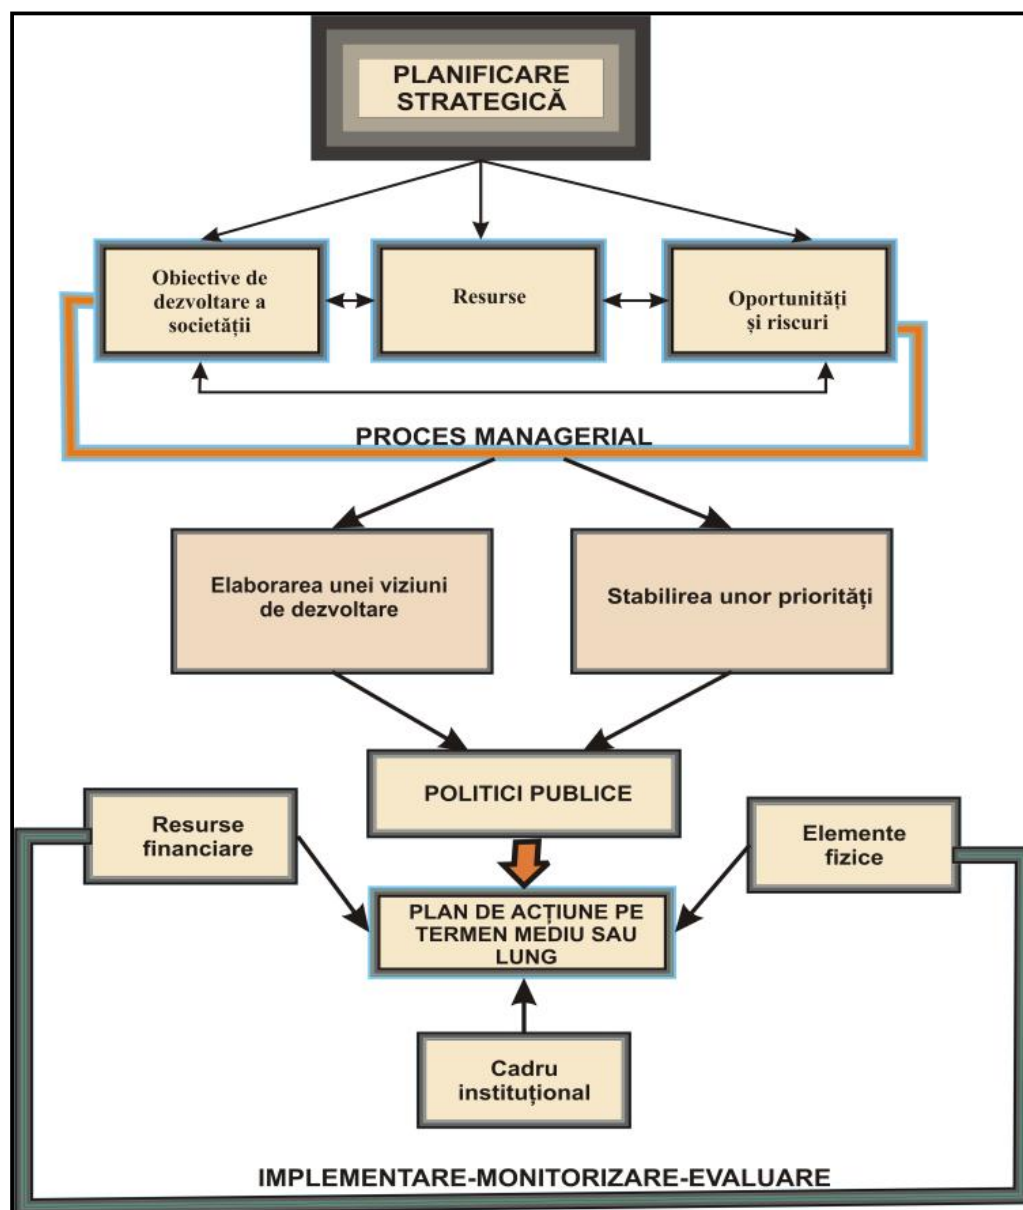 PLANIFICARE
STRATEGICĂ
Obiective de
dezvoltare a
societății
Resurse
Oportunități
și riscuri
PROCES MANAGERIAL
Elaborarea unei viziuni
de dezvoltare
Stabilirea unor priorități
POLITICI PUBLICE
Resurse
financiare
Elemente
fizice
PLAN DE ACȚIUNE PE
TERMEN MEDIU SAU
LUNG
Cadru
instituțional
IMPLEMENTARE-MONITORIZARE-EVALUARE